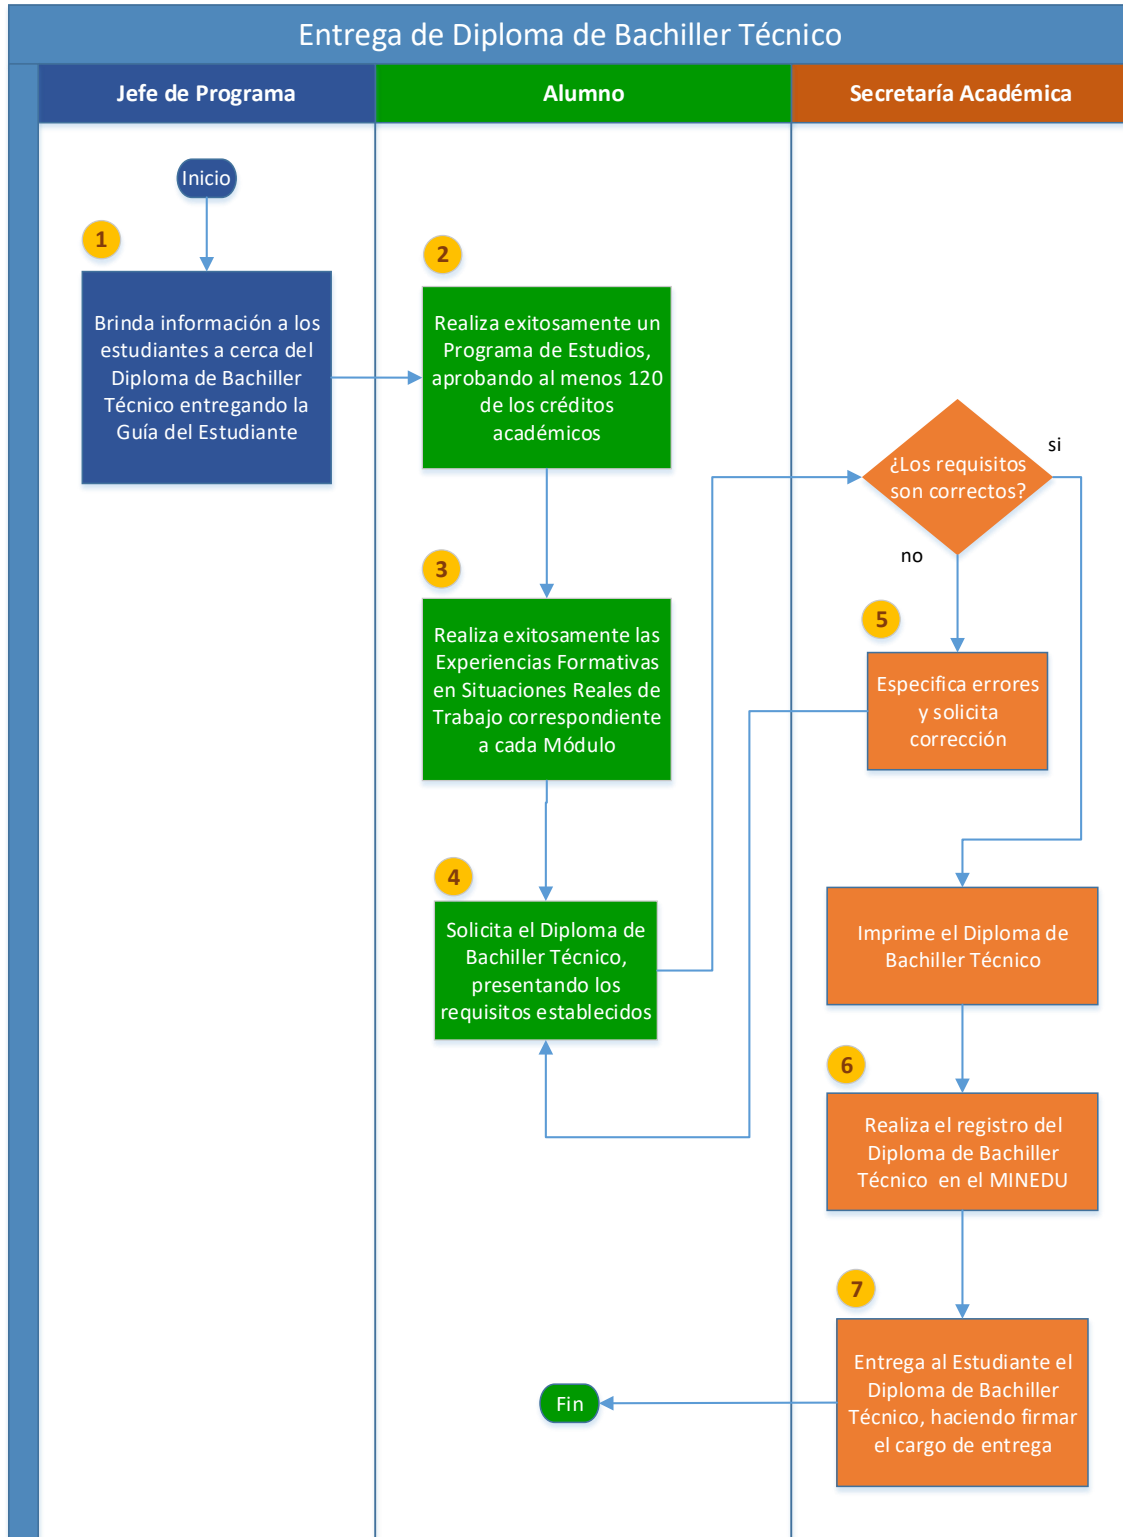 Entrega de Diploma de Bachiller Técnico
Jefe de Programa
Alumno
Secretaría Académica
Inicio
1
Brinda información a los
estudiantes a cerca del
Diploma de Bachiller
Técnico entregando la
Guía del Estudiante
2
Realiza exitosamente un
Programa de Estudios,
aprobando al menos 120
de los créditos
académicos
3
Realiza exitosamente las
Experiencias Formativas
en Situaciones Reales de
Trabajo correspondiente
a cada Módulo
4
Solicita el Diploma de
Bachiller Técnico,
presentando los
requisitos establecidos
¿Los requisitos
son correctos?
si
no
5
Especifica errores
y solicita
corrección
Imprime el Diploma de
Bachiller Técnico
6
Realiza el registro del
Diploma de Bachiller
Técnico en el MINEDU
7
Entrega al Estudiante el
Diploma de Bachiller
Técnico, haciendo firmar
el cargo de entrega
Fin